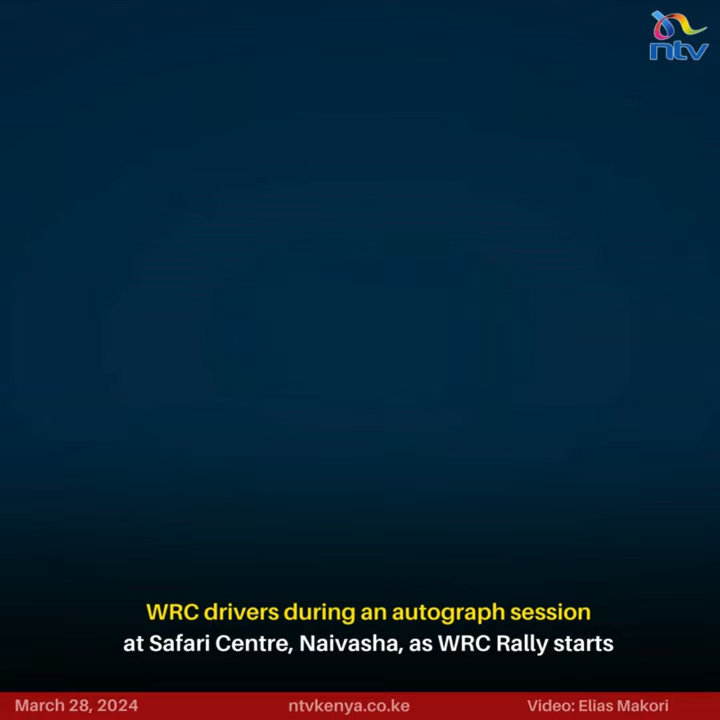 ntv
WRC drivers during an autograph session
at Safari Centre, Naivasha, as WRC Rally starts
March 28, 2024 ntvkenya.co.ke Video: Elias Makori